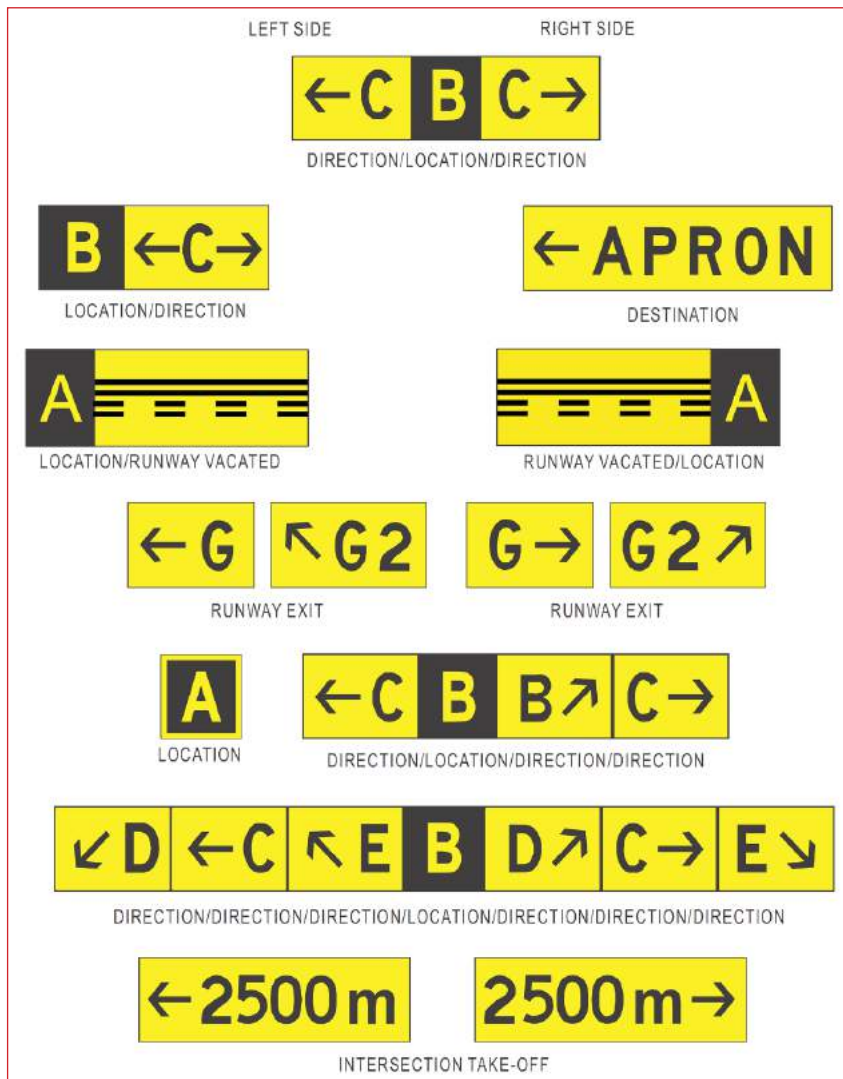 LEFT SIDE RIGHT SIDE
←C B C→
DIRECTION/LOCATION/DIRECTION
B ←C→ ←APRON
LOCATION/DIRECTION DESTINATION
A A
LOCATION/RUNWAY VACATED RUNWAY VACATED/LOCATION
←G ↖G2 G→ G2↗
RUNWAY EXIT RUNWAY EXIT
A ←C B B↗ C→
LOCATION DIRECTION/LOCATION/DIRECTION/DIRECTION
↙D ←C ↖E B D↗ C→ E↘
DIRECTION/DIRECTION/DIRECTION/LOCATION/DIRECTION/DIRECTION/DIRECTION
←2500m 2500m→
INTERSECTION TAKE-OFF